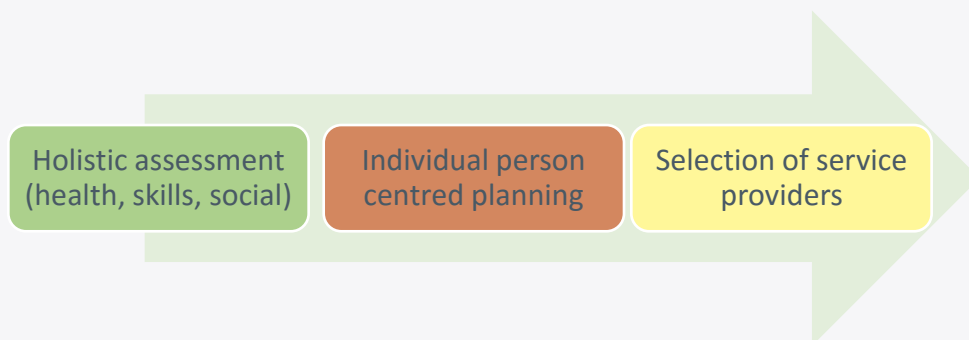 Holistic assessment
(health, skills, social)
Individual person
centred planning
Selection of service
providers